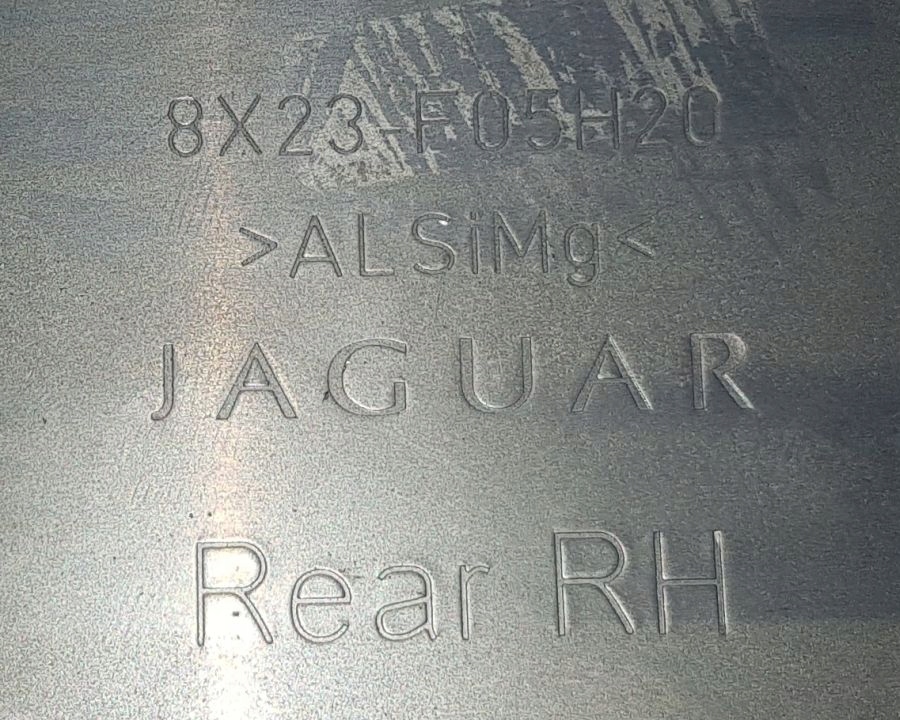 8X23-F05H20
>ALSiMg<
JAGUAR
Rear RH